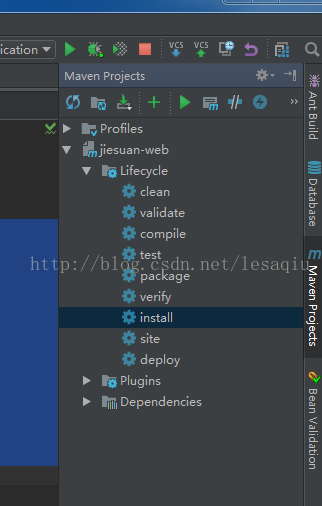 ication
VCS
VCS
Maven Projects
Profiles
jiesuan-web
Lifecycle
clean
validate
compile
test
http://blog.csdn.net/lesaqiu
package
verify
install
site
deploy
Plugins
Dependencies
Ant Build
Database
Maven Projects
Bean Validation